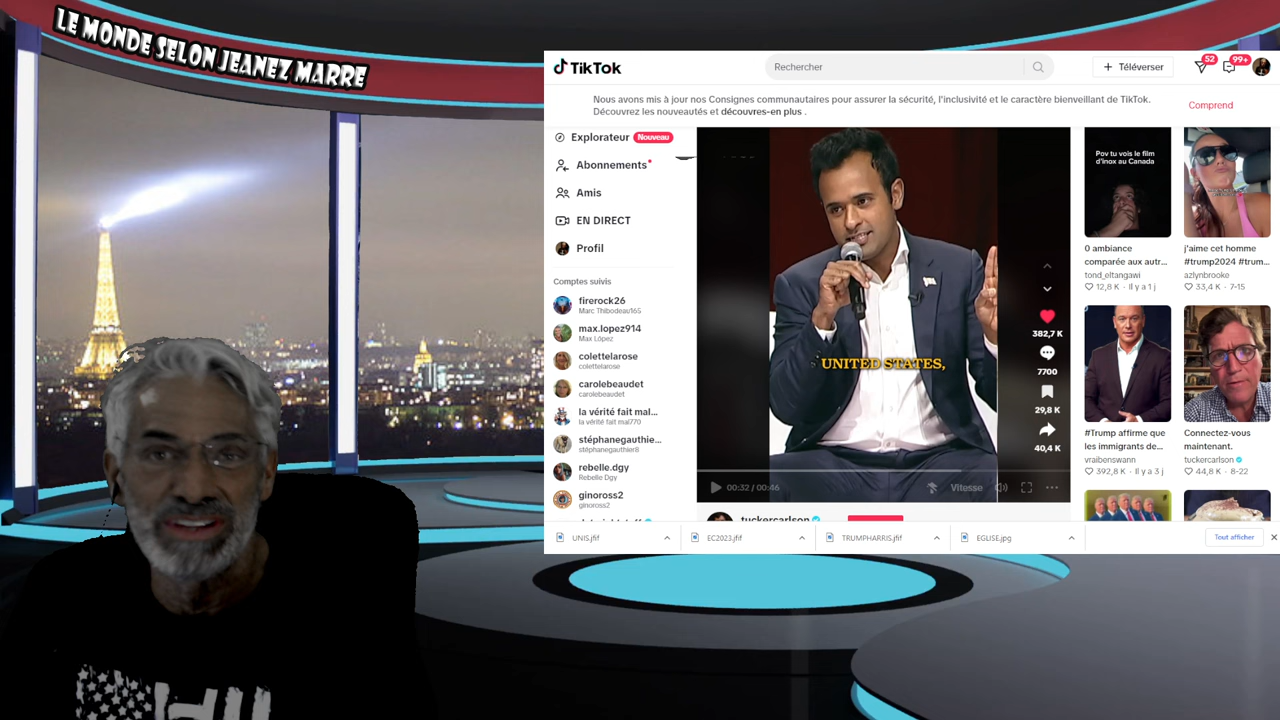 LE MONDE SELON JEANEZ MARRE
TikTok
Rechercher
Téléverser
52
99+
Nous avons mis à jour nos Consignes communautaires pour assurer la sécurité, l'inclusivité et le caractère bienveillant de TikTok.
Découvrez les nouveautés et découvres-en plus .
Comprend
Explorateur Nouveau
Abonnements
Amis
EN DIRECT
Profil
Comptes suivis
firerock26
Marc Thibodeau165
max.lopez914
Max López
colettelarose
colettelarose
carolebeaudet
carolebeaudet
la vérité fait mal...
la vérité fait mal770
stéphanegauthie...
stéphanegauthier8
rebelle.dgy
Rebelle Dgy
ginoross2
ginoross2
UNITED STATES,
382,7 K
7700
29,8 K
40,4 K
00:32 / 00:46
Vitesse
tuckercarlson
Pov tu vois le film
d'Inox au Canada
0 ambiance
comparée aux autr...
tond_eltangawi
12,8 K · Il y a 1 j
j'aime cet homme
#trump2024 #trum...
azlynbrooke
33,4 K · 7-15
#Trump affirme que
les immigrants de...
vraibenswann
392,8 K · Il y a 3 j
Connectez-vous
maintenant.
tuckercarlson
44,8 K · 8-22
UNIS.jfif
EC2023.jfif
TRUMPHARRIS.jfif
EGLISE.jpg
Tout afficher